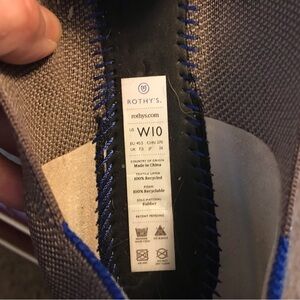 ROTHY'S.
rothys.com
US W10
COUNTRY OF ORIGIN
Made in China
TEXTILE UPPER
100% Recycled
FOAM
100% Recyclable
SOLE MATERIAL
Rubber
PATENT PENDING